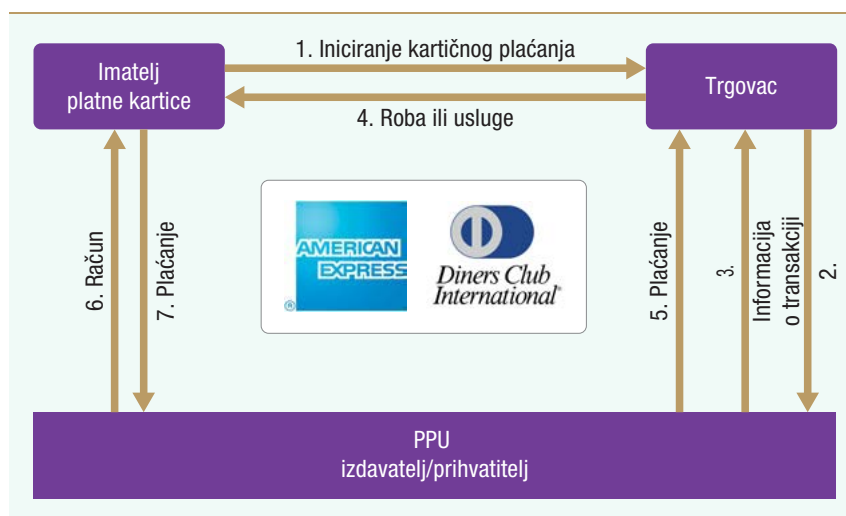 1. Iniciranje kartičnog plaćanja
Imatelj
platne kartice
Trgovac
4. Roba ili usluge
6. Račun
7. Plaćanje
AMERICAN
EXPRESS
®
Diners Club
International®
5. Plaćanje
3.
Informacija
o transakciji
2.
PPU
izdavatelj/prihvatitelj